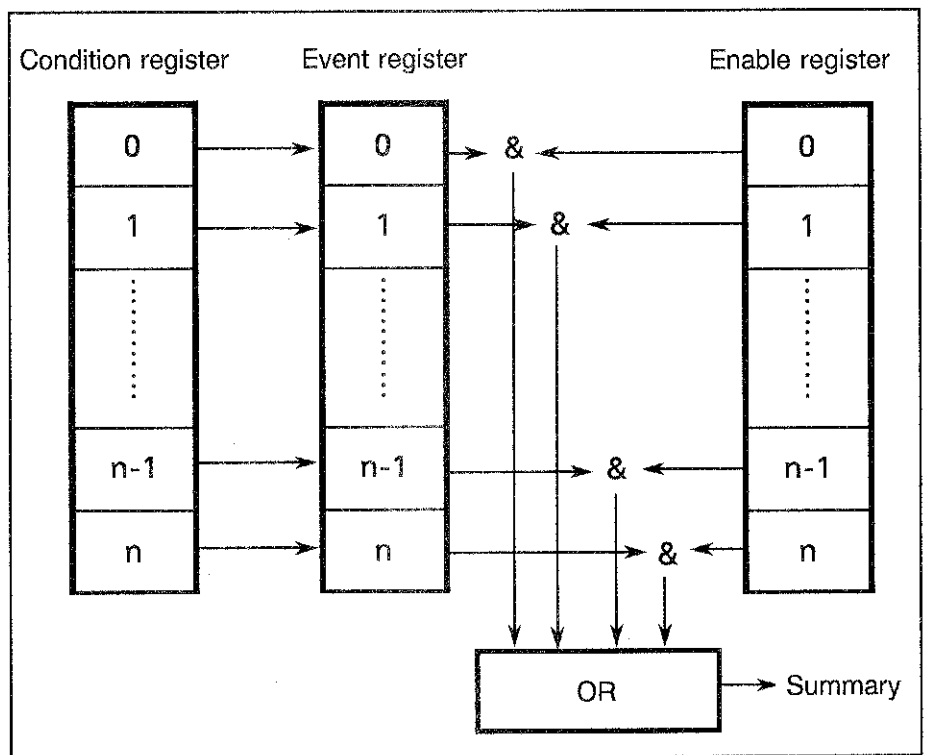 Condition register Event register Enable register
0 0 & 0
1 1 & 1
n-1 n-1 & n-1
n n & n
OR Summary